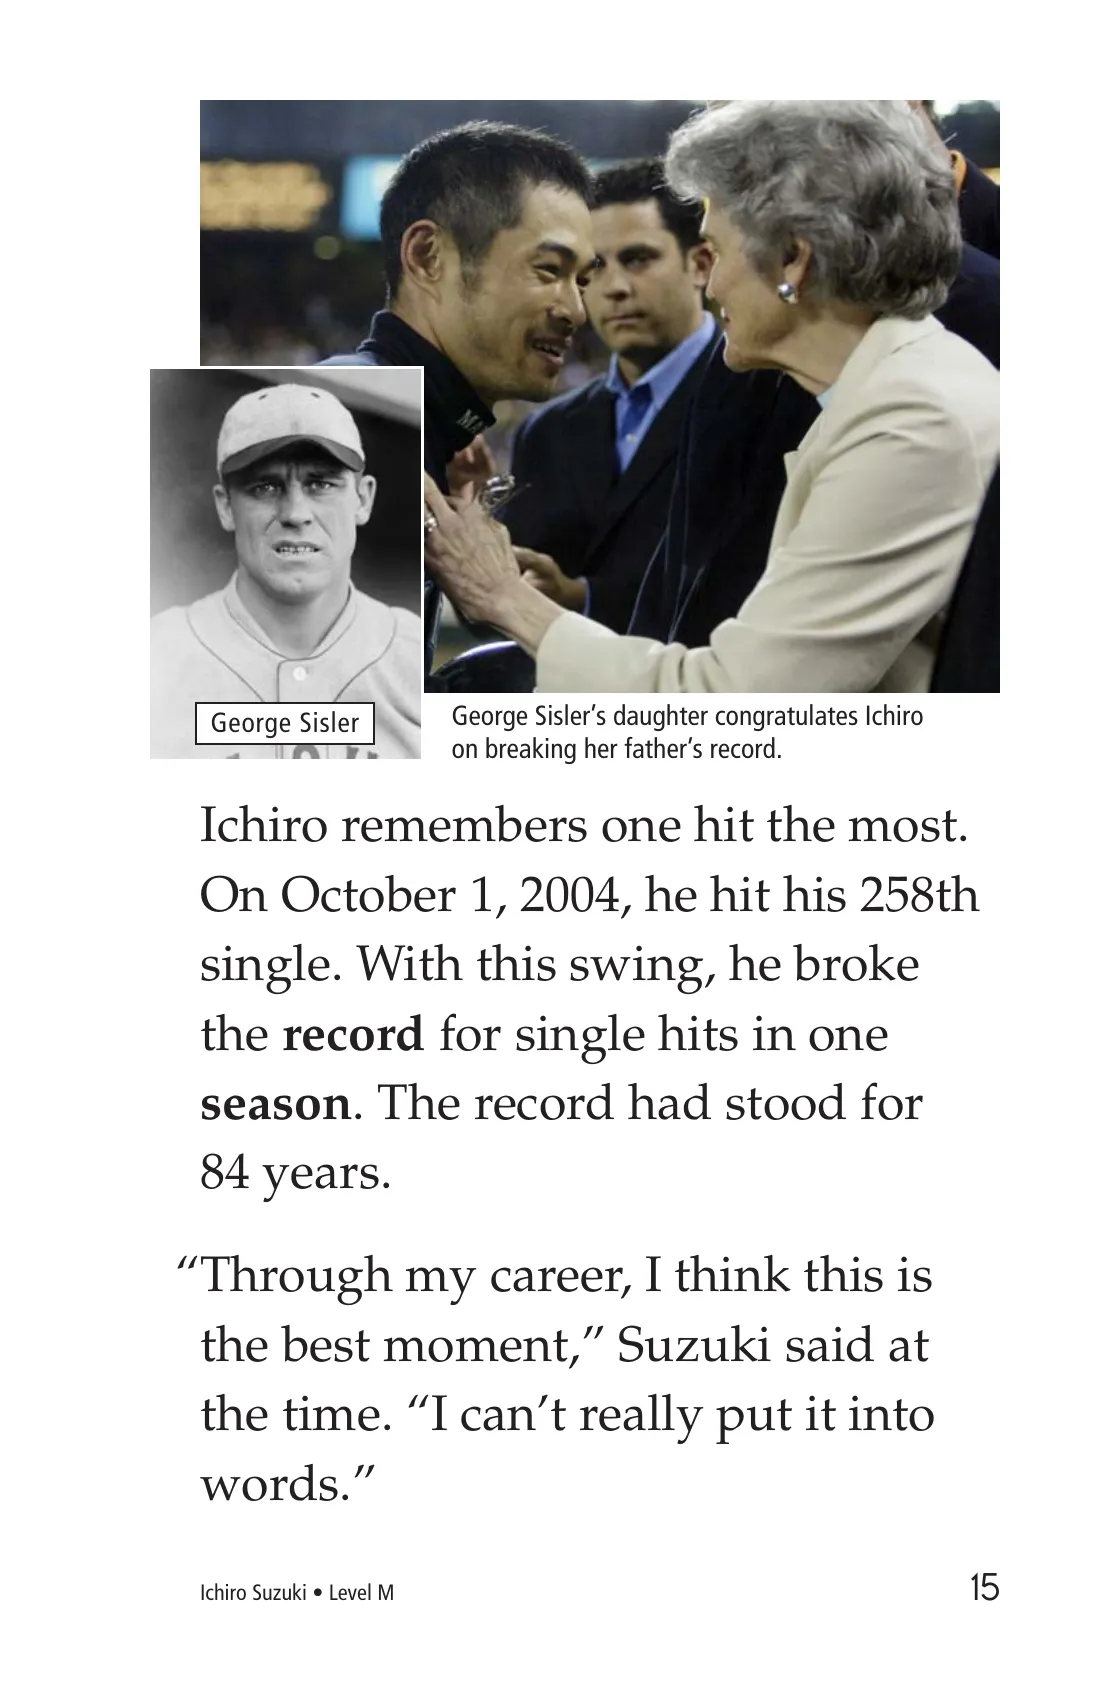 George Sisler
George Sisler’s daughter congratulates Ichiro
on breaking her father’s record.
Ichiro remembers one hit the most.
On October 1, 2004, he hit his 258th
single. With this swing, he broke
the record for single hits in one
season. The record had stood for
84 years.
“Through my career, I think this is
the best moment,” Suzuki said at
the time. “I can’t really put it into
words.”
Ichiro Suzuki • Level M
15